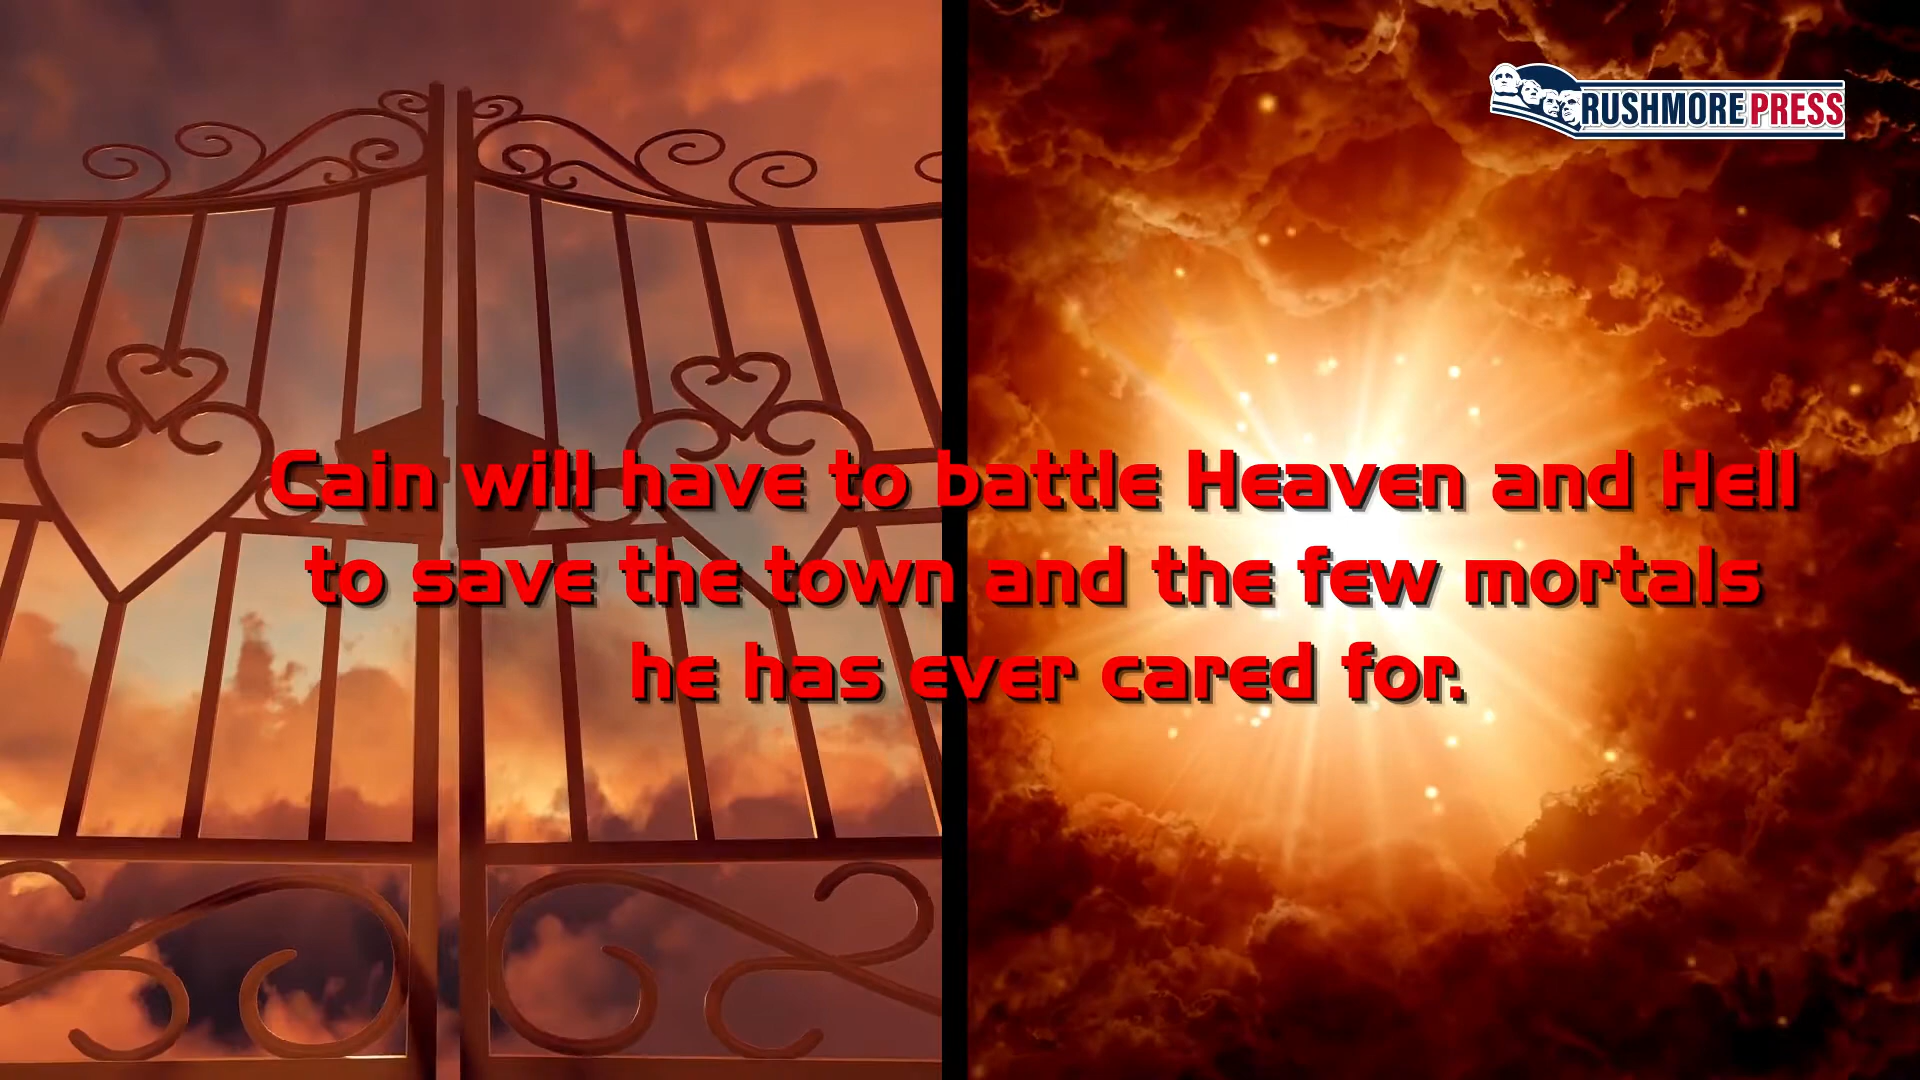 RUSHMORE PRESS
Cain will have to battle Heaven and Hell
to save the town and the few mortals
he has ever cared for.